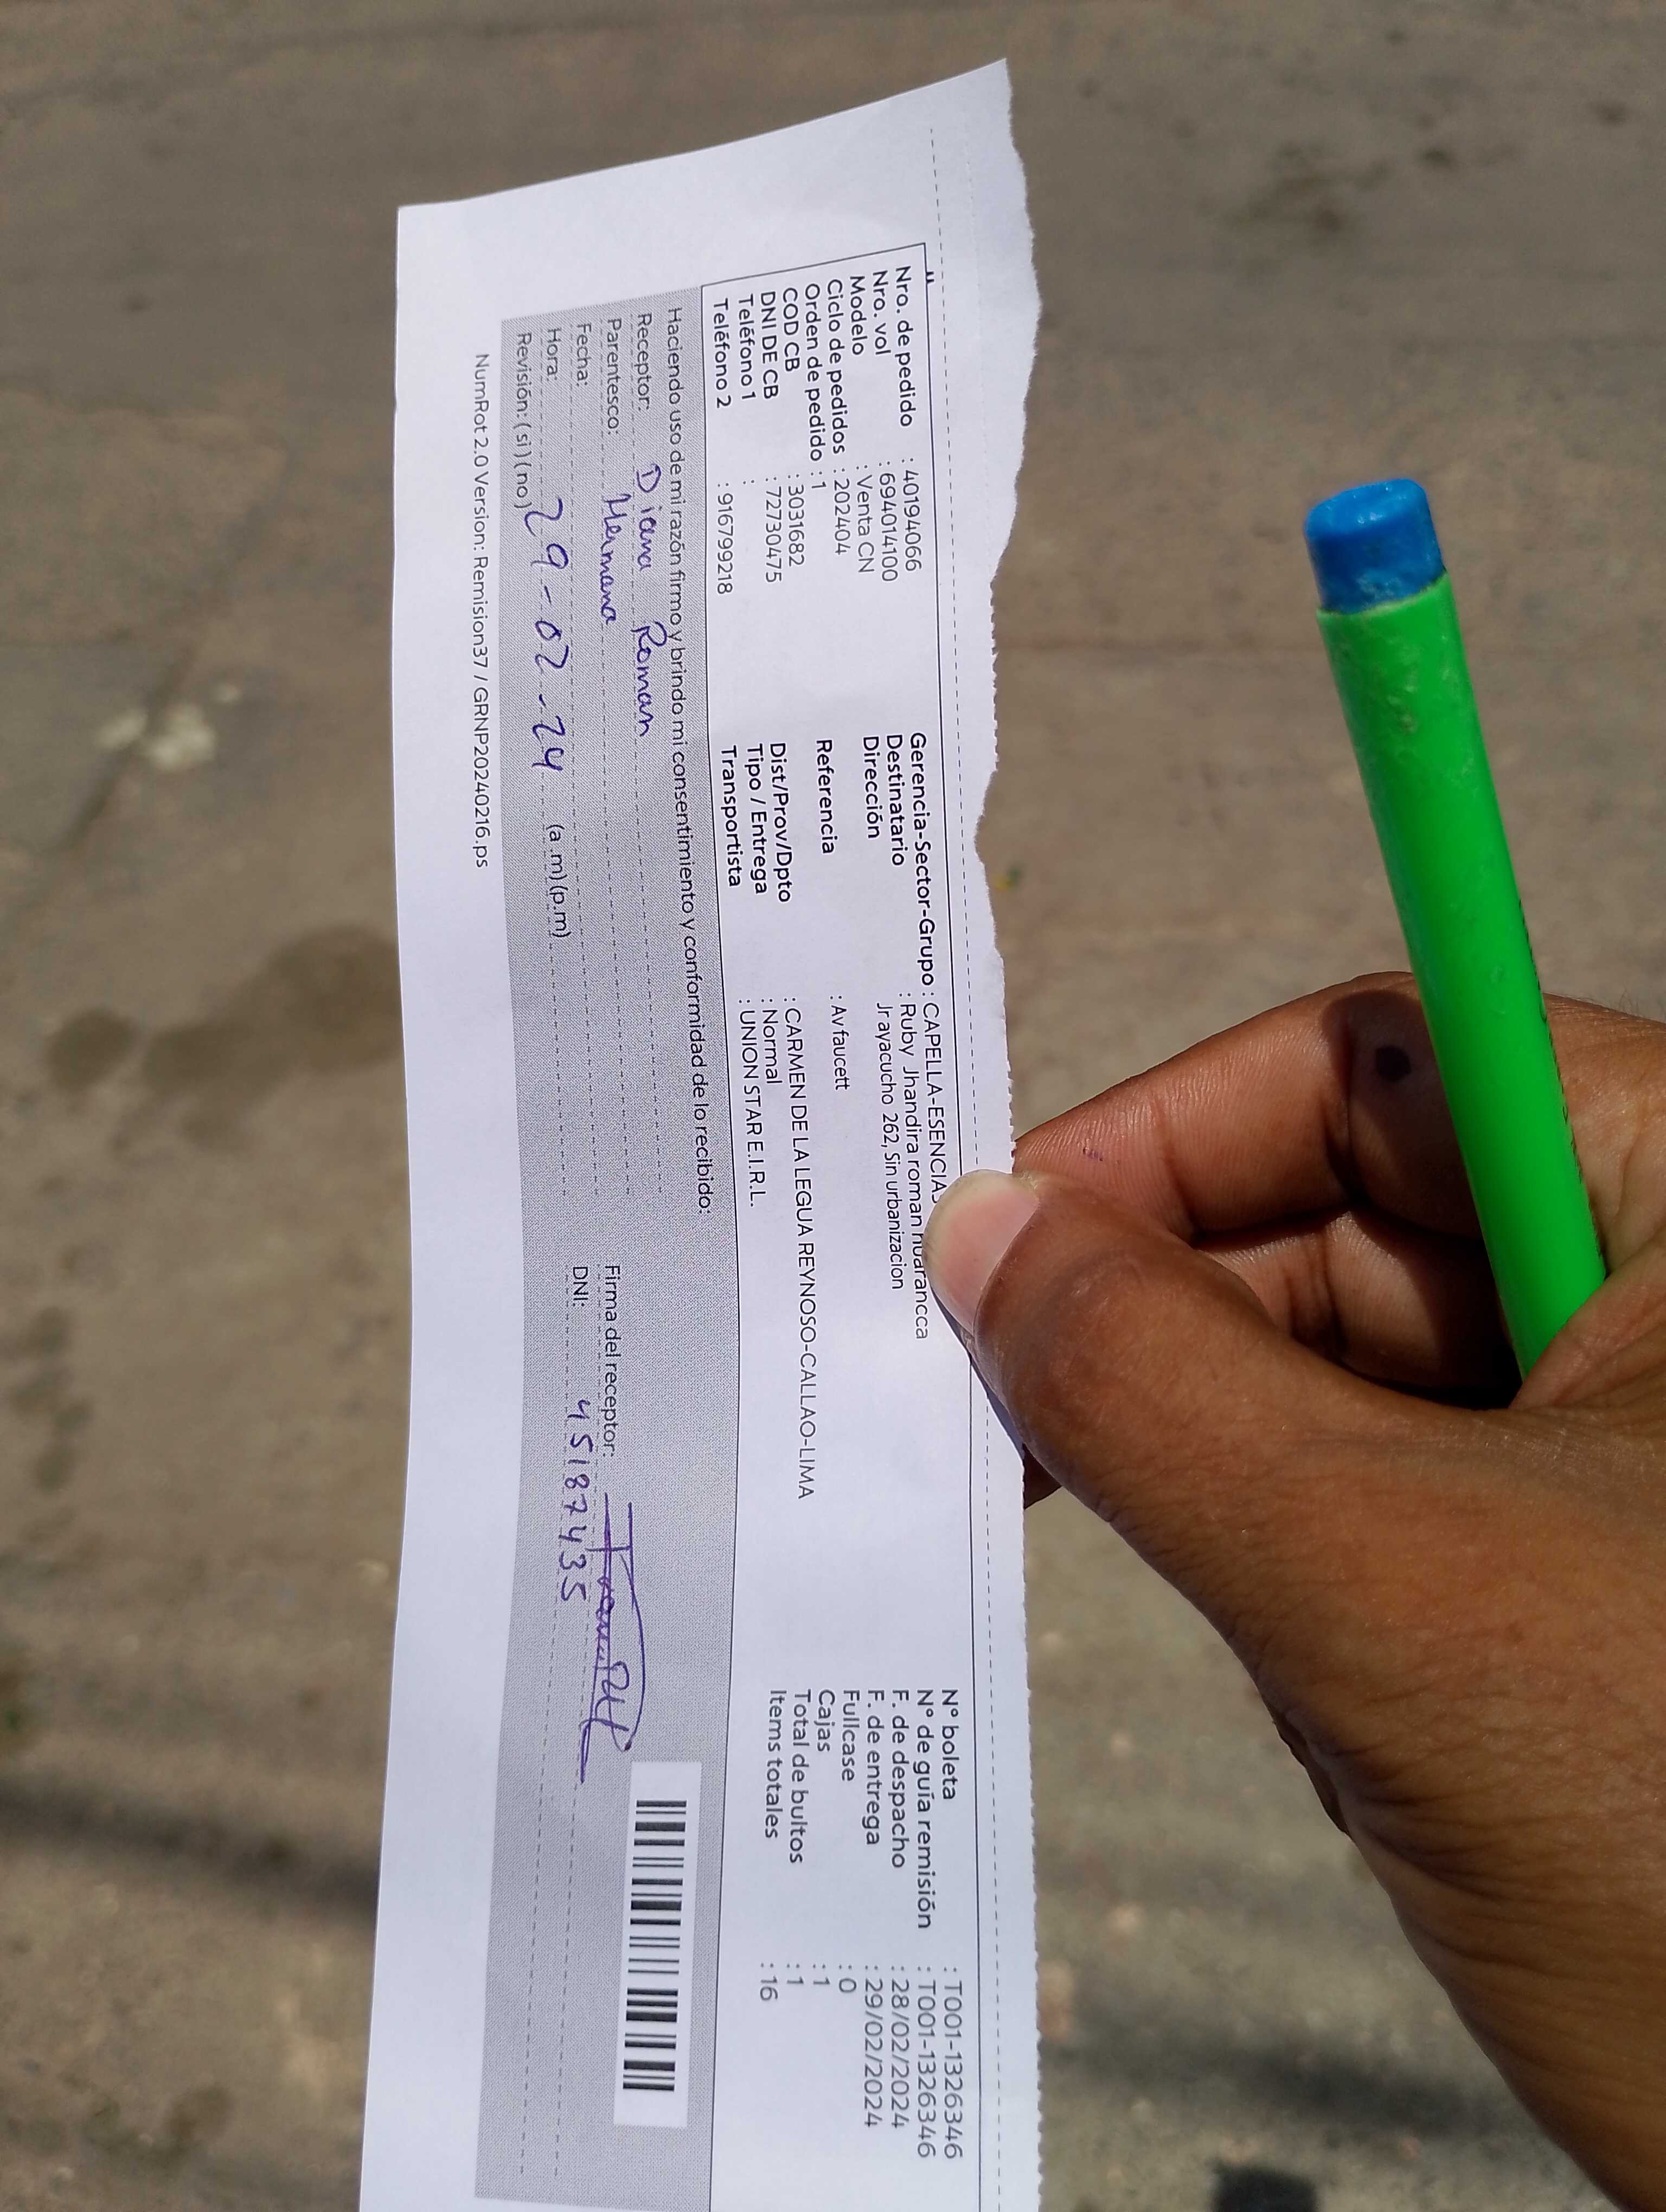 Nro. de pedido : 40194066
Nro. vol : 694014100
Modelo : Venta CN
Ciclo de pedidos : 202404
Orden de pedido : 1
COD CB : 3031682
DNI DE CB : 72730475
Teléfono 1 :
Teléfono 2 : 916799218
Gerencia-Sector-Grupo : CAPELLA-ESENCIAS
Destinatario : Ruby Jhandira roman huarancca
Dirección Jr ayacucho 262, Sin urbanizacion
Referencia : Av faucett
Dist/Prov/Dpto : CARMEN DE LA LEGUA REYNOSO-CALLAO-LIMA
Tipo / Entrega : Normal
Transportista : UNION STAR E.I.R.L.
N° boleta : T001-1326346
N° de guía remisión : T001-1326346
F. de despacho : 28/02/2024
F. de entrega : 29/02/2024
Fullcase : 0
Cajas : 1
Total de bultos : 1
Items totales : 16
Haciendo uso de mi razón firmo y brindo mi consentimiento y conformidad de lo recibido:
Receptor: Diana Roman
Parentesco: Hermana
Fecha:
Hora: 29-02-24 (a .m) (p.m)
Revisión: ( sì ) ( no )
Firma del receptor:
DNI: 45187435
NumRot 2.0 Version: Remision37 / GRNP20240216.ps